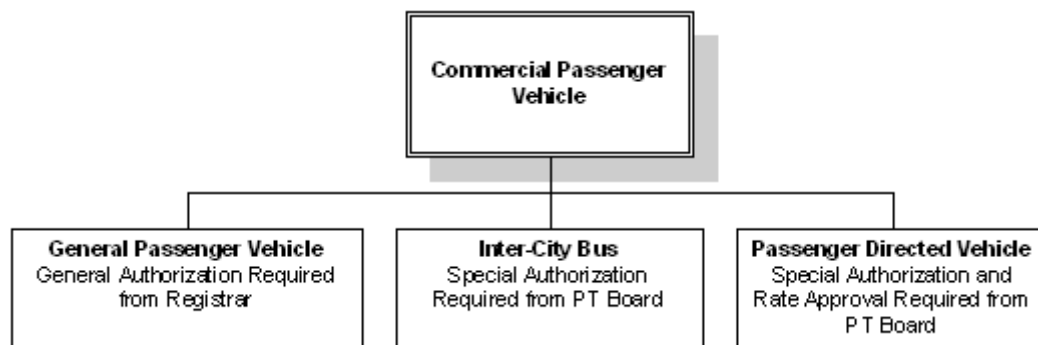 Commercial Passenger
Vehicle
General Passenger Vehicle
General Authorization Required
from Registrar
Inter-City Bus
Special Authorization
Required from PT Board
Passenger Directed Vehicle
Special Authorization and
Rate Approval Required from
PT Board